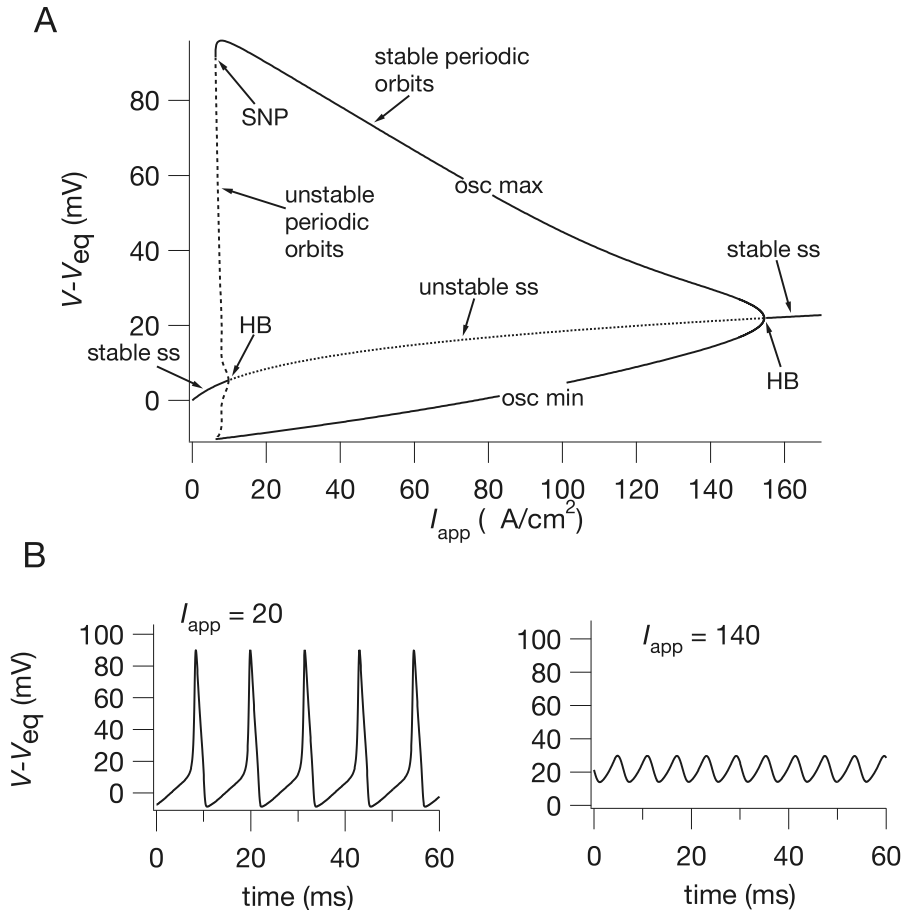 A
stable periodic
orbits
SNP
80
V-Veq (mV)
60
osc max
unstable
periodic
orbits
40
stable ss
unstable ss
20
HB
stable ss
HB
0
osc min
0 20 40 60 80 100 120 140 160
Iapp ( A/cm2)
B
Iapp = 20
100
80
60
40
20
0
V-Veq (mV)
0 20 40 60
time (ms)
Iapp = 140
100
80
60
40
20
0
0 20 40 60
time (ms)